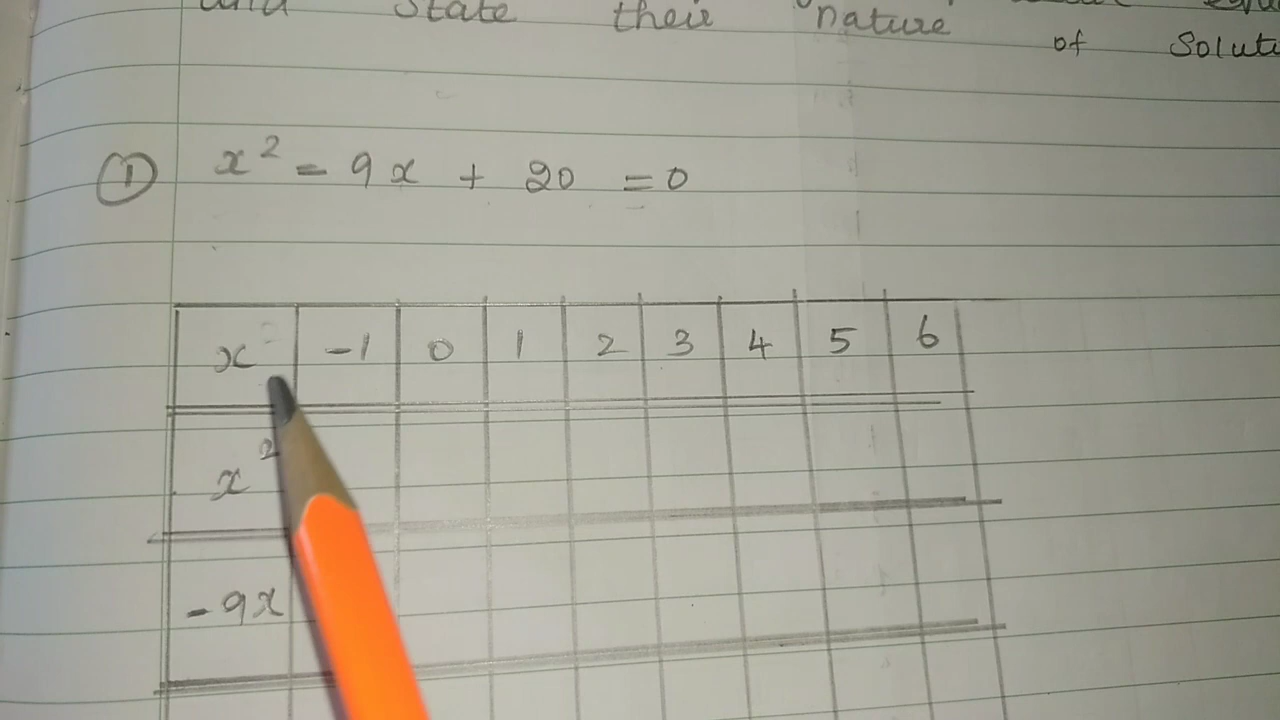 and state their nature of
① x² - 9x + 20 = 0
x -1 0 1 2 3 4 5 6
x²
-9x